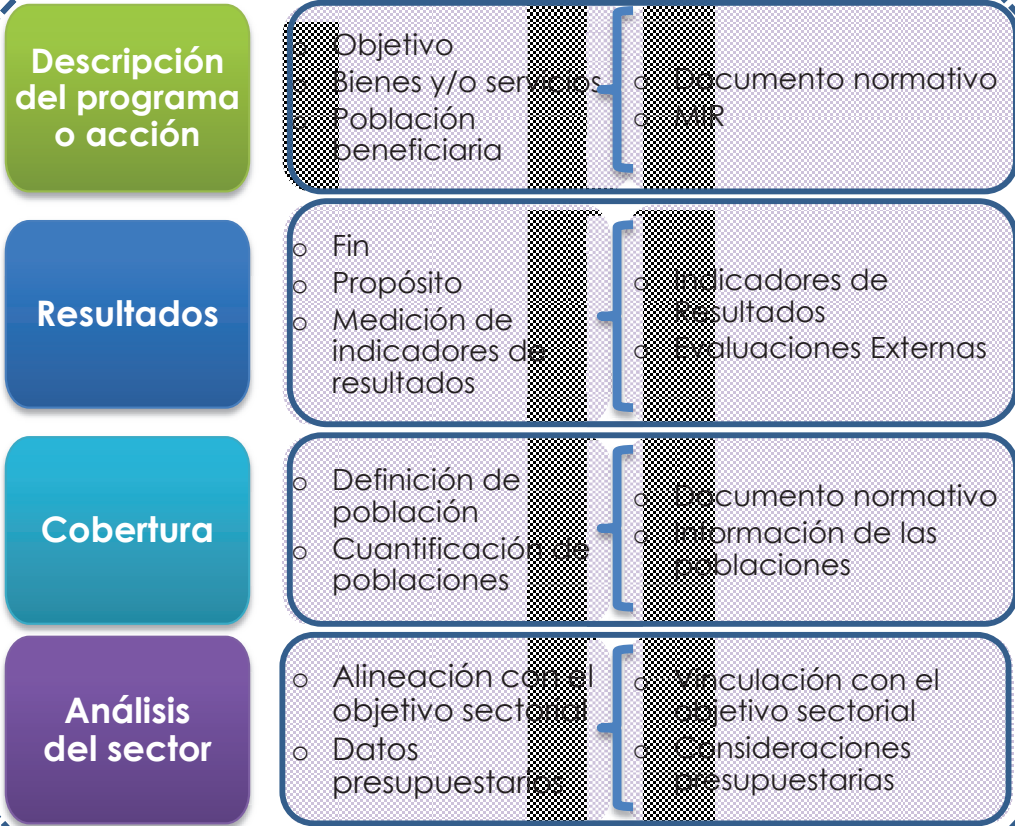 Descripción
del programa
o acción
Objetivo
Bienes y/o servicios
Población
beneficiaria
Documento normativo
MIR
Resultados
Fin
Propósito
Medición de
indicadores de
resultados
Indicadores de
Resultados
Evaluaciones Externas
Cobertura
Definición de
población
Cuantificación de
poblaciones
Documento normativo
Información de las
poblaciones
Análisis
del sector
Alineación con el
objetivo sectorial
Datos
presupuestarios
Vinculación con el
objetivo sectorial
Consideraciones
presupuestarias